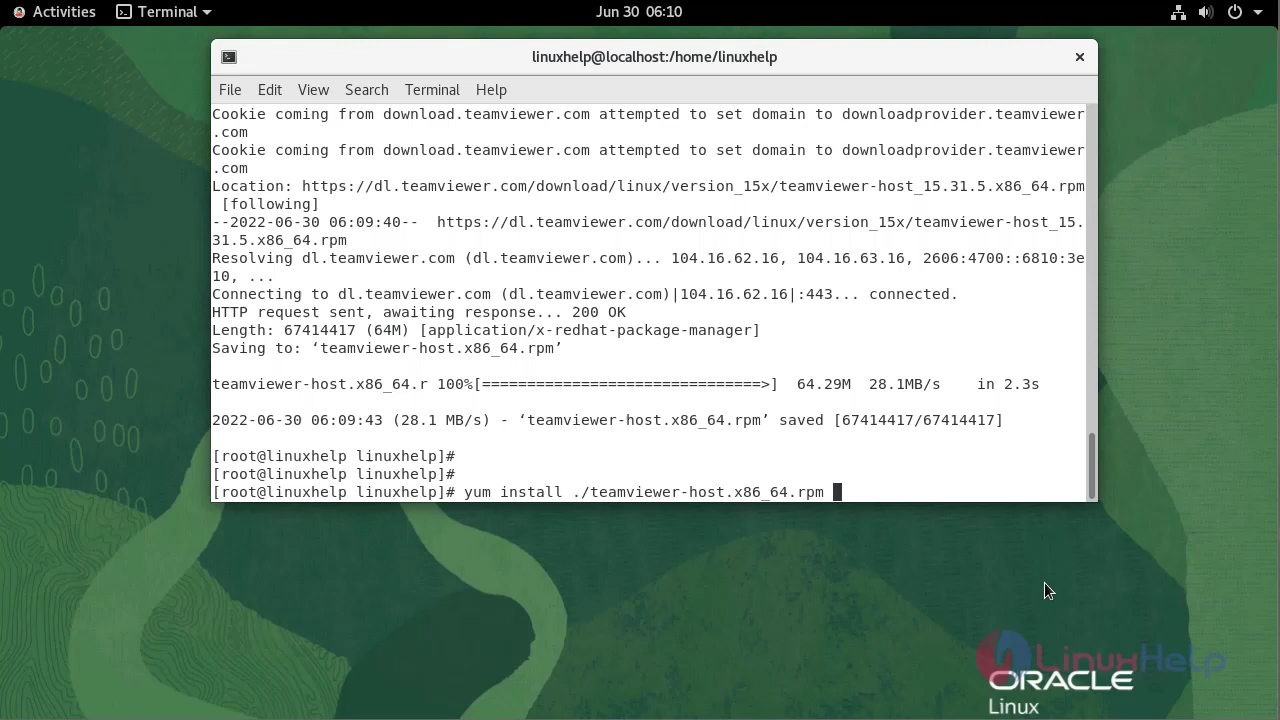 Activities Terminal Jun 30 06:10
linuxhelp@localhost:/home/linuxhelp ×
File Edit View Search Terminal Help
Cookie coming from download.teamviewer.com attempted to set domain to downloadprovider.teamviewer
.com
Cookie coming from download.teamviewer.com attempted to set domain to downloadprovider.teamviewer
.com
Location: https://dl.teamviewer.com/download/linux/version_15x/teamviewer-host_15.31.5.x86_64.rpm
[following]
--2022-06-30 06:09:40-- https://dl.teamviewer.com/download/linux/version_15x/teamviewer-host_15.
31.5.x86_64.rpm
Resolving dl.teamviewer.com (dl.teamviewer.com)... 104.16.62.16, 104.16.63.16, 2606:4700::6810:3e
10, ...
Connecting to dl.teamviewer.com (dl.teamviewer.com)|104.16.62.16|:443... connected.
HTTP request sent, awaiting response... 200 OK
Length: 67414417 (64M) [application/x-redhat-package-manager]
Saving to: ‘teamviewer-host.x86_64.rpm’
teamviewer-host.x86_64.r 100%[===============================>] 64.29M 28.1MB/s in 2.3s
2022-06-30 06:09:43 (28.1 MB/s) - ‘teamviewer-host.x86_64.rpm’ saved [67414417/67414417]
[root@linuxhelp linuxhelp]#
[root@linuxhelp linuxhelp]#
[root@linuxhelp linuxhelp]# yum install ./teamviewer-host.x86_64.rpm
LinuxHelp
ORACLE
Linux